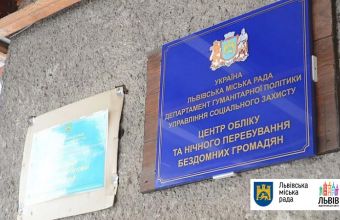 УКРАЇНА
ЛЬВІВСЬКА МІСЬКА РАДА
ДЕПАРТАМЕНТ ГУМАНІТАРНОЇ ПОЛІТИКИ
УПРАВЛІННЯ СОЦІАЛЬНОГО ЗАХИСТУ
ЦЕНТР ОБЛІКУ
ТА НІЧНОГО ПЕРЕБУВАННЯ
БЕЗДОМНИХ ГРОМАДЯН
Львівська
міська
рада
ЛЬВІВ